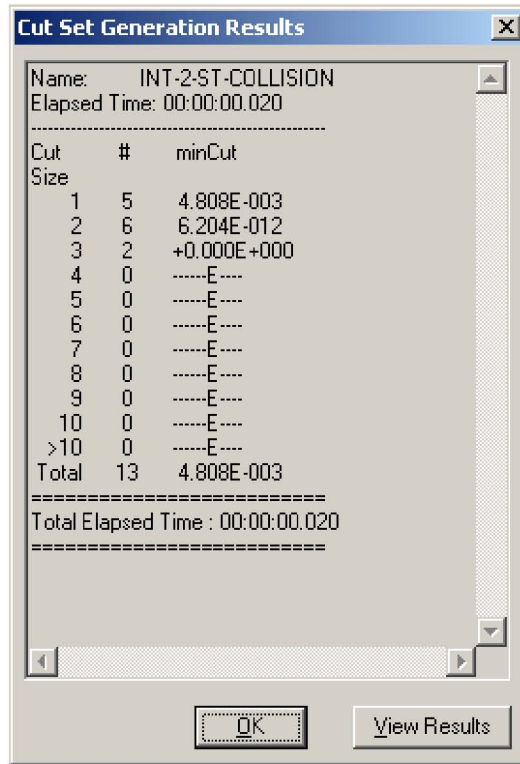 Cut Set Generation Results
Name: INT-2-ST-COLLISION
Elapsed Time: 00:00:00.020
-----------------------------------------------
Cut # minCut
Size
1 5 4.808E-003
2 6 6.204E-012
3 2 +0.000E+000
4 0 ------E----
5 0 ------E----
6 0 ------E----
7 0 ------E----
8 0 ------E----
9 0 ------E----
10 0 ------E----
>10 0 ------E----
Total 13 4.808E-003
===========================
Total Elapsed Time : 00:00:00.020
===========================
OK View Results